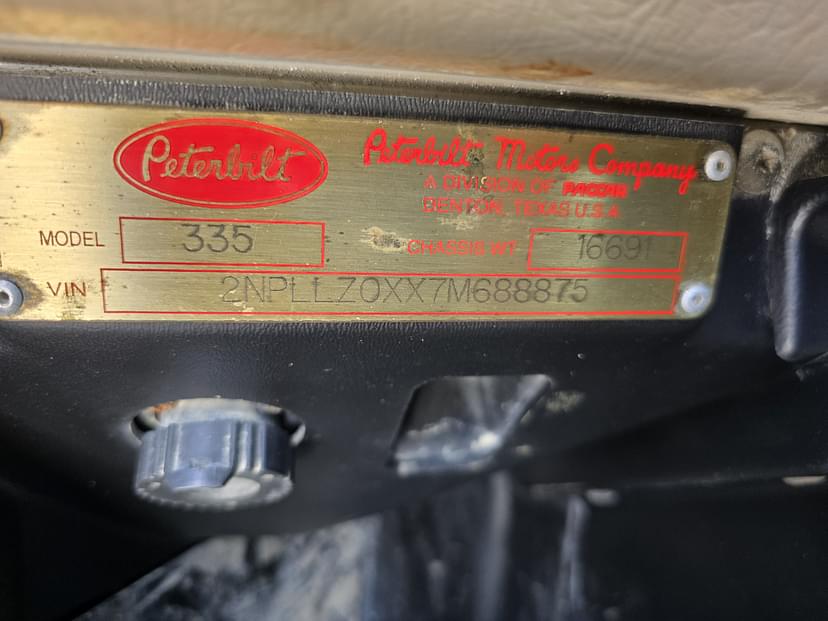 Peterbilt
Peterbilt Motors Company
A DIVISION OF PACCAR
DENTON, TEXAS U.S.A.
MODEL 335
CHASSIS WT 16691
VIN 2NPLLZ0XX7M688875